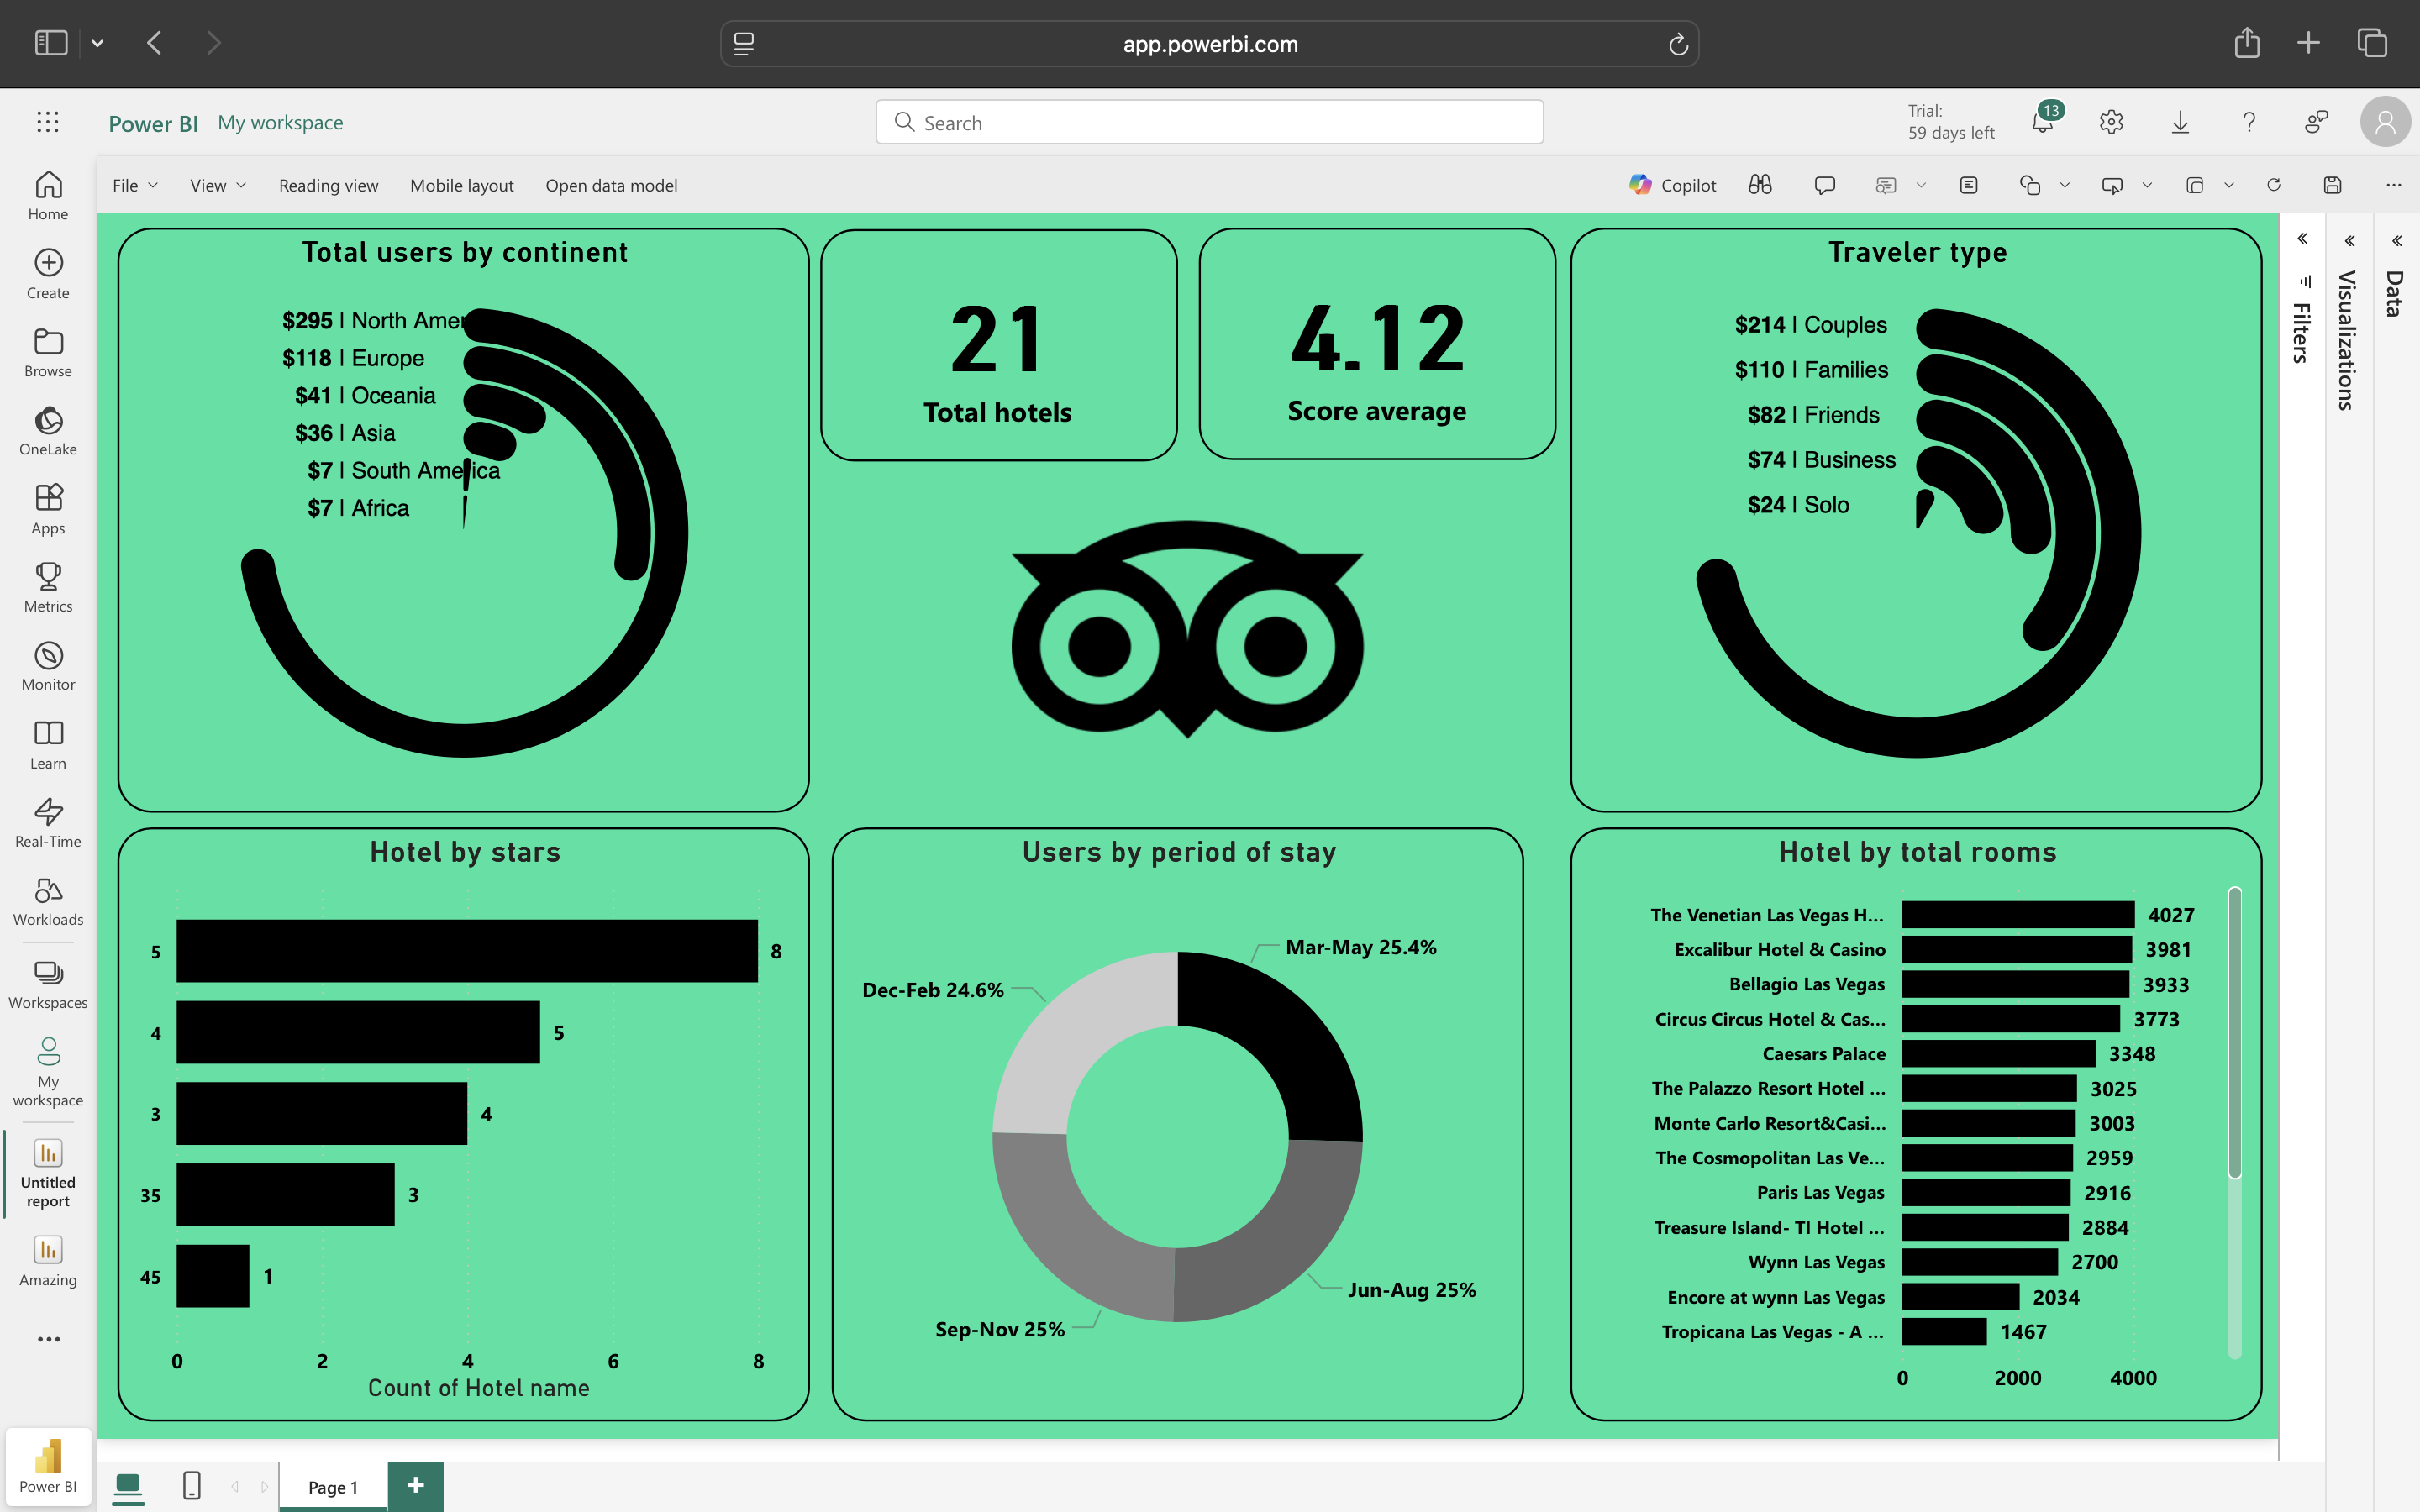 app.powerbi.com
Power BI My workspace
Search
Trial:
59 days left
13
File View Reading view Mobile layout Open data model
Copilot
Home
Create
Browse
OneLake
Apps
Metrics
Monitor
Learn
Real-Time
Workloads
Workspaces
My
workspace
Untitled
report
Amazing
Power BI
Total users by continent
$295 | North Amer
$118 | Europe
$41 | Oceania
$36 | Asia
$7 | South America
$7 | Africa
21
Total hotels
4.12
Score average
Traveler type
$214 | Couples
$110 | Families
$82 | Friends
$74 | Business
$24 | Solo
Filters
Visualizations
Data
Hotel by stars
5 8
4 5
3 4
35 3
45 1
0 2 4 6 8
Count of Hotel name
Users by period of stay
Mar-May 25.4%
Dec-Feb 24.6%
Jun-Aug 25%
Sep-Nov 25%
Hotel by total rooms
The Venetian Las Vegas H... 4027
Excalibur Hotel & Casino 3981
Bellagio Las Vegas 3933
Circus Circus Hotel & Cas... 3773
Caesars Palace 3348
The Palazzo Resort Hotel ... 3025
Monte Carlo Resort&Casi... 3003
The Cosmopolitan Las Ve... 2959
Paris Las Vegas 2916
Treasure Island- TI Hotel ... 2884
Wynn Las Vegas 2700
Encore at wynn Las Vegas 2034
Tropicana Las Vegas - A ... 1467
0 2000 4000
Page 1